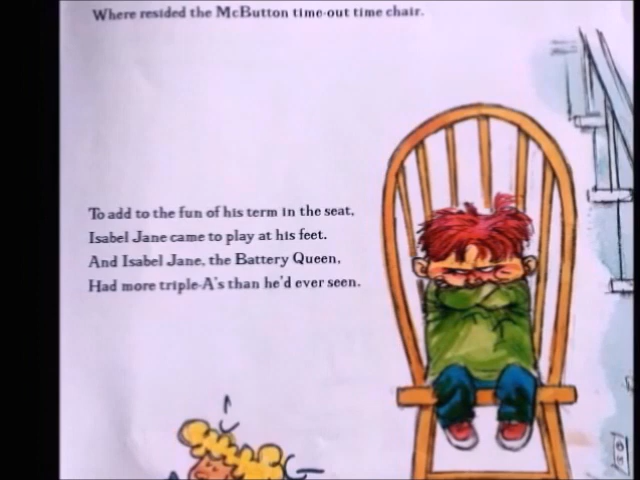 Where resided the McButton time-out time chair.
To add to the fun of his term in the seat,
Isabel Jane came to play at his feet.
And Isabel Jane, the Battery Queen,
Had more triple-A's than he'd ever seen.